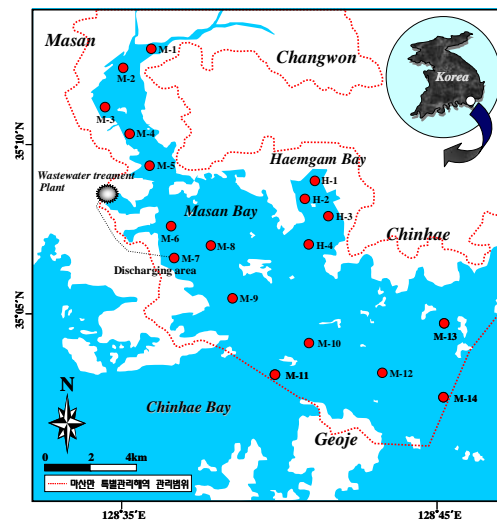 Masan
M-1
Changwon
M-2
Korea
M-3
M-4
35°10'
M-5
Haemgam Bay
Wastewater treament
Plant
H-1
H-2
Masan Bay
H-3
M-6
Chinhae
M-8
H-4
M-7
Discharging area
M-9
35°05'N
M-13
M-10
M-11
M-12
M-14
N
Chinhae Bay
Geoje
0 2 4km
마산만 특별관리해역 관리범위
128°35'E
128°45'E